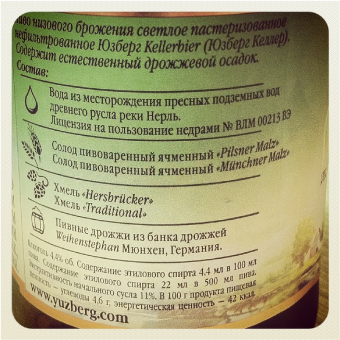 пиво низового брожения светлое пастеризованное
нефильтрованное Юзберг Kellerbier (Юзберг Келлер).
Содержит естественный дрожжевой осадок.
Состав:
Вода из месторождения пресных подземных вод
древнего русла реки Нерль.
Лицензия на пользование недрами № ВЛМ 00215 ВЭ
Солод пивоваренный ячменный «Pilsner Malz»
Солод пивоваренный ячменный «Münchner Malz»
Хмель «Hersbrücker»
Хмель «Traditional»
Пивные дрожжи из банка дрожжей
Weihenstephan Мюнхен, Германия.
Алкоголь 4,4% об. Содержание этилового спирта 4.4 мл в 100 мл
пива. Содержание этилового спирта 22 мл в 500 мл пива.
Экстрактивность начального сусла 11%. В 100 г продукта пищевая
ценность – углеводы 4,6 г, энергетическая ценность – 42 ккал.
www.yuzberg.com